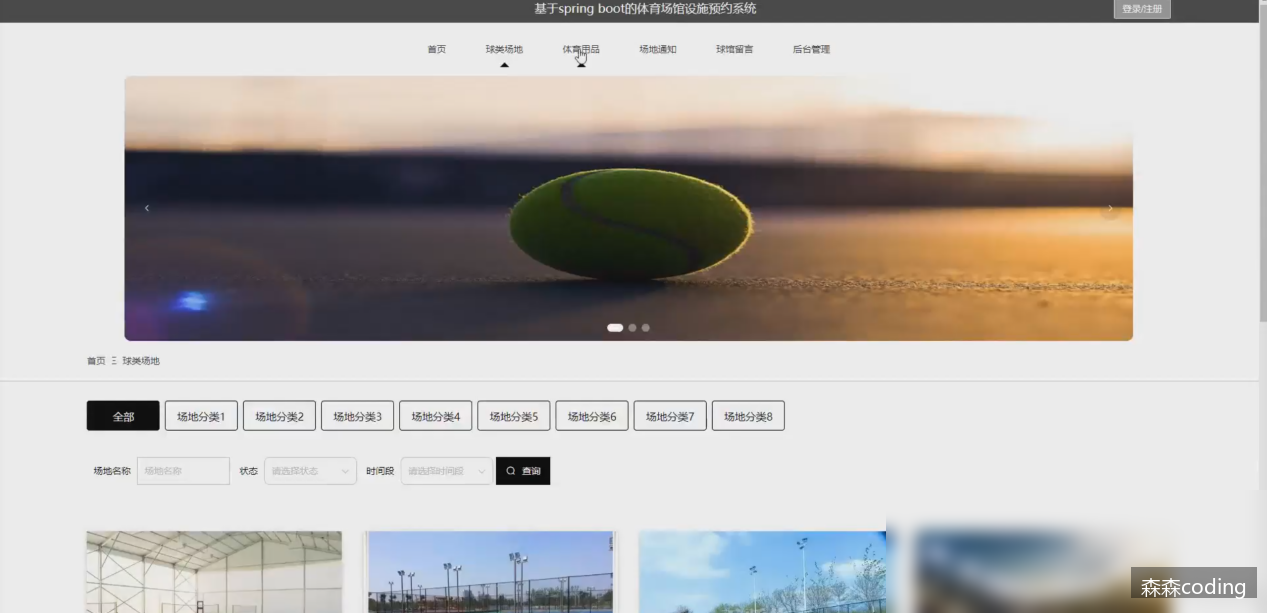 基于spring boot的体育场馆设施预约系统
登录/注册
首页 球类场地 体育用品 场地通知 球馆留言 后台管理
首页 Ξ 球类场地
全部 场地分类1 场地分类2 场地分类3 场地分类4 场地分类5 场地分类6 场地分类7 场地分类8
场地名称 场地名称 状态 请选择状态 时间段 请选择时间段 查询
森森coding